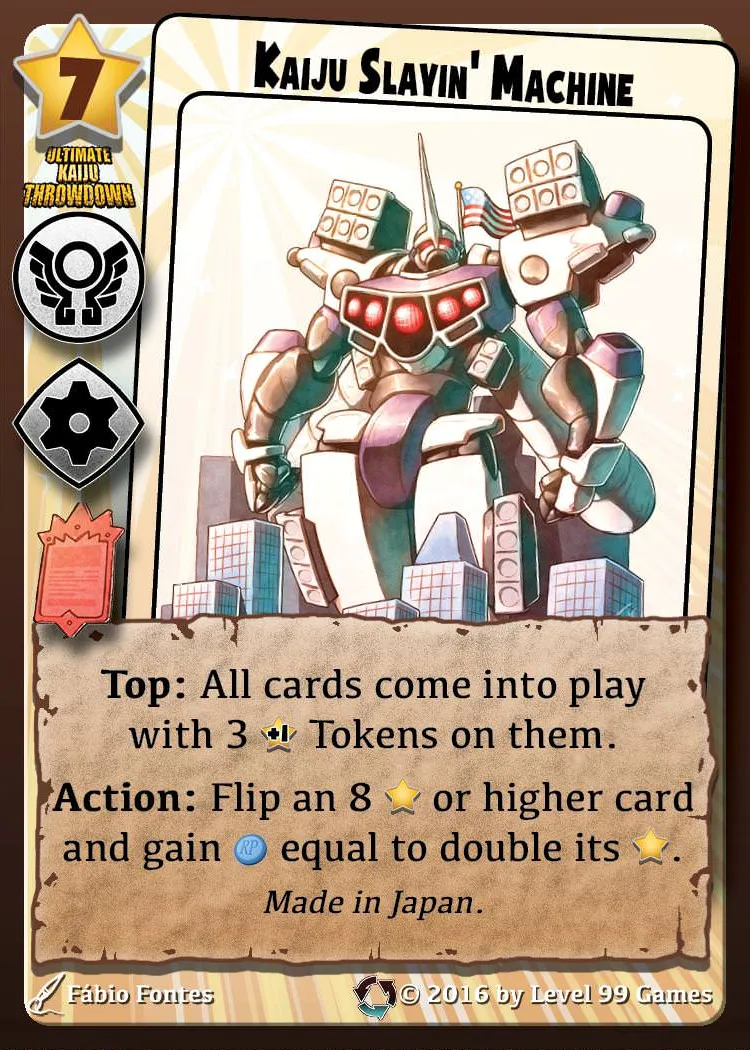 KAIJU SLAYIN' MACHINE
7
ULTIMATE
KAIJU
THROWDOWN
Top: All cards come into play
with 3 +1 Tokens on them.
Action: Flip an 8 or higher card
and gain RP equal to double its .
Made in Japan.
Fábio Fontes
© 2016 by Level 99 Games